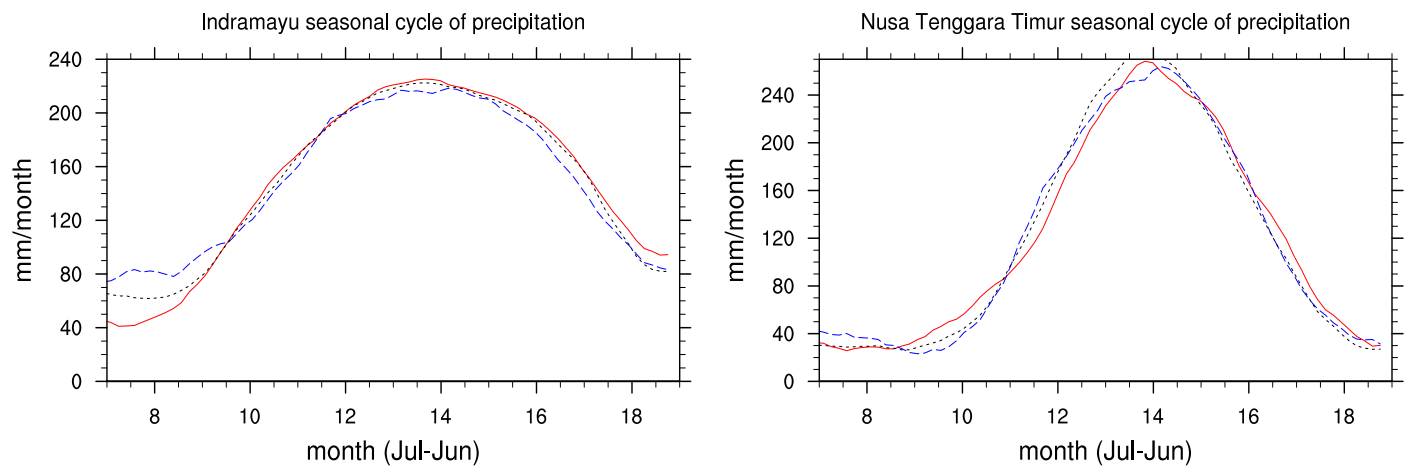 Indramayu seasonal cycle of precipitation
240
200
160
120
80
40
0
mm/month
8 10 12 14 16 18
month (Jul-Jun)
Nusa Tenggara Timur seasonal cycle of precipitation
240
200
160
120
80
40
0
mm/month
8 10 12 14 16 18
month (Jul-Jun)